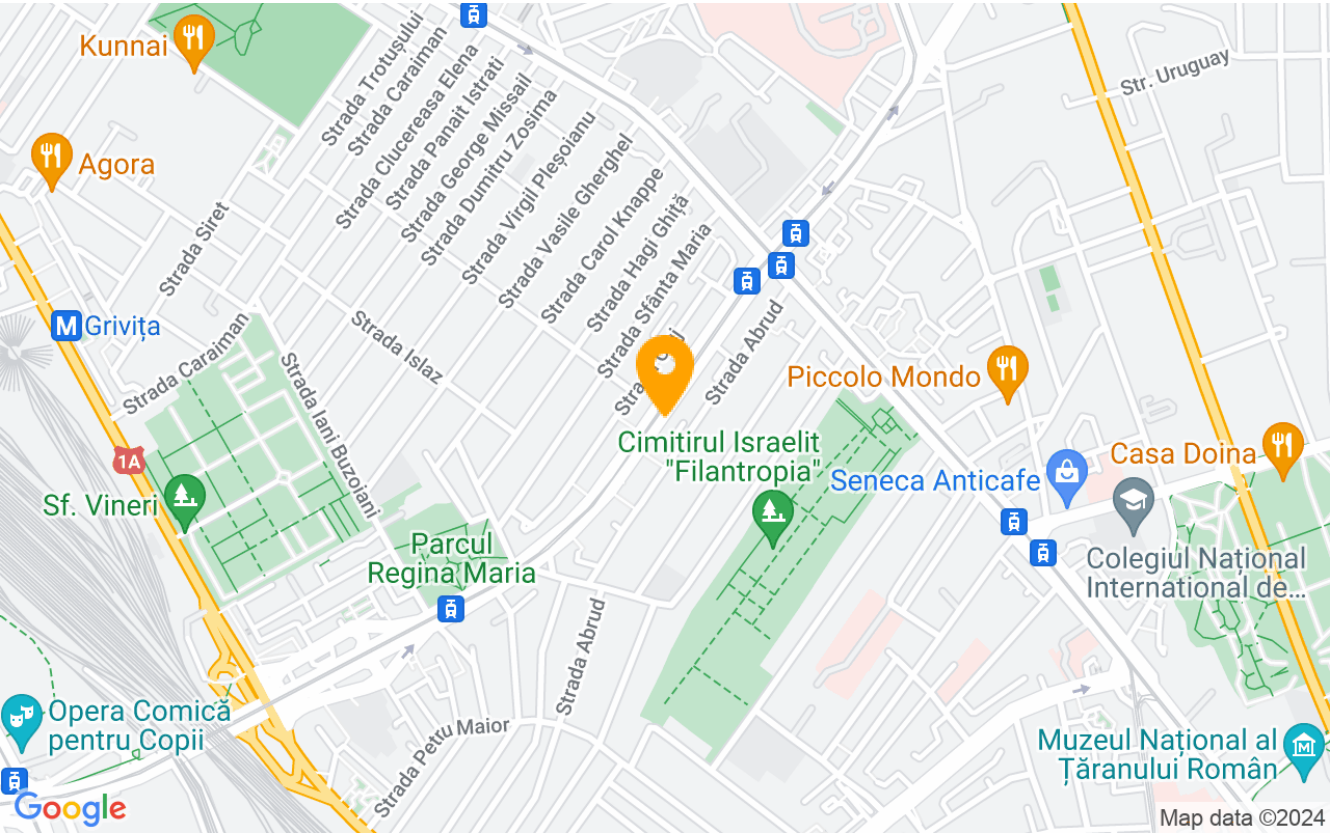 Kunnai
Strada Trotușului
Strada Caraiman
Strada Clucereasa Elena
Strada Panait Istrati
Strada George Missail
Strada Dumitru Zosima
Strada Virgil Pleșoianu
Strada Vasile Gherghel
Strada Carol Knappe
Strada Hagi Ghiță
Strada Sfânta Maria
Str. Uruguay
Agora
Strada Siret
M Grivița
Strada Caraiman
Strada Islaz
Strada Iani Buzoiani
Strada Abrud
Piccolo Mondo
Cimitirul Israelit
"Filantropia"
Seneca Anticafe
Casa Doina
1A
Sf. Vineri
Parcul
Regina Maria
Colegiul Național
International de...
Strada Abrud
Strada Petru Maior
Opera Comică
pentru Copii
Muzeul Național al
Țăranului Român
Google
Map data ©2024